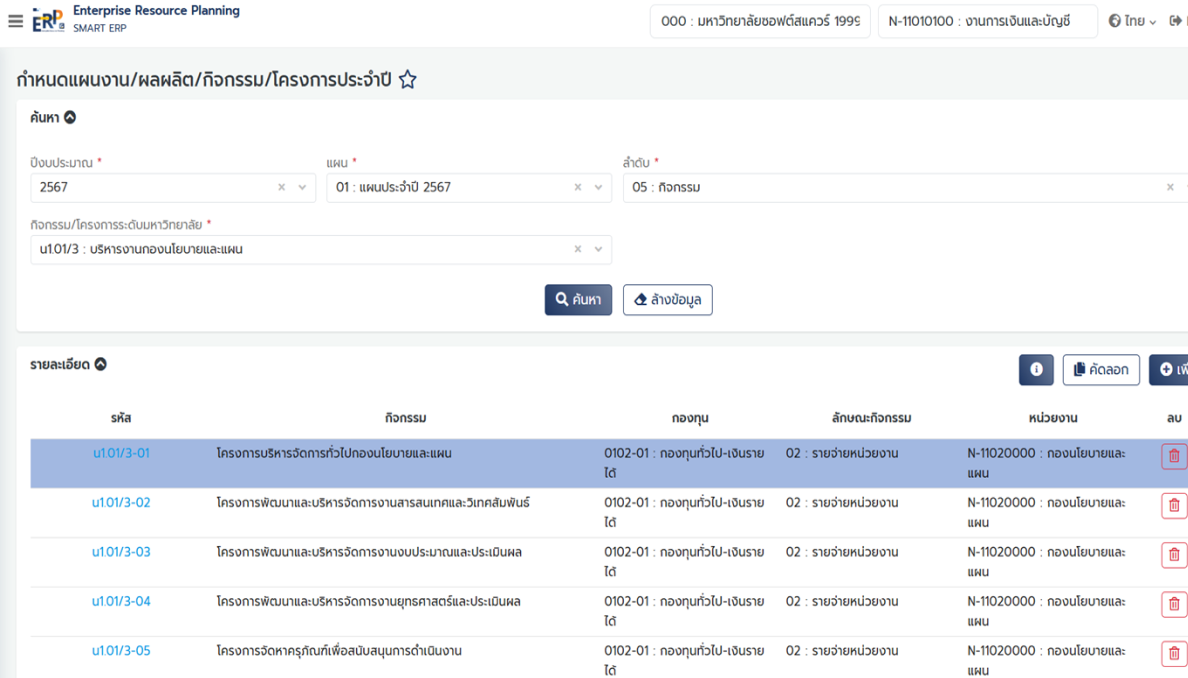 Enterprise Resource Planning
ERP
SMART ERP
000 : มหาวิทยาลัยซอฟต์สแควร์ 1999
N-11010100 : งานการเงินและบัญชี
ไทย
กำหนดแผนงาน/ผลผลิต/กิจกรรม/โครงการประจำปี
ค้นหา
ปีงบประมาณ *
แผน *
ลำดับ *
2567
01 : แผนประจำปี 2567
05 : กิจกรรม
กิจกรรม/โครงการระดับมหาวิทยาลัย *
น1.01/3 : บริหารงานกองนโยบายและแผน
ค้นหา
ล้างข้อมูล
รายละเอียด
คัดลอก
รหัส กิจกรรม กองทุน ลักษณะกิจกรรม หน่วยงาน ลบ
น1.01/3-01 โครงการบริหารจัดการทั่วไปกองนโยบายและแผน 0102-01 : กองทุนทั่วไป-เงินราย 02 : รายจ่ายหน่วยงาน N-11020000 : กองนโยบายและ
ได้ แผน
น1.01/3-02 โครงการพัฒนาและบริหารจัดการงานสารสนเทศและวิเทศสัมพันธ์ 0102-01 : กองทุนทั่วไป-เงินราย 02 : รายจ่ายหน่วยงาน N-11020000 : กองนโยบายและ
ได้ แผน
น1.01/3-03 โครงการพัฒนาและบริหารจัดการงานงบประมาณและประเมินผล 0102-01 : กองทุนทั่วไป-เงินราย 02 : รายจ่ายหน่วยงาน N-11020000 : กองนโยบายและ
ได้ แผน
น1.01/3-04 โครงการพัฒนาและบริหารจัดการงานยุทธศาสตร์และประเมินผล 0102-01 : กองทุนทั่วไป-เงินราย 02 : รายจ่ายหน่วยงาน N-11020000 : กองนโยบายและ
ได้ แผน
น1.01/3-05 โครงการจัดหาครุภัณฑ์เพื่อสนับสนุนการดำเนินงาน 0102-01 : กองทุนทั่วไป-เงินราย 02 : รายจ่ายหน่วยงาน N-11020000 : กองนโยบายและ
ได้ แผน